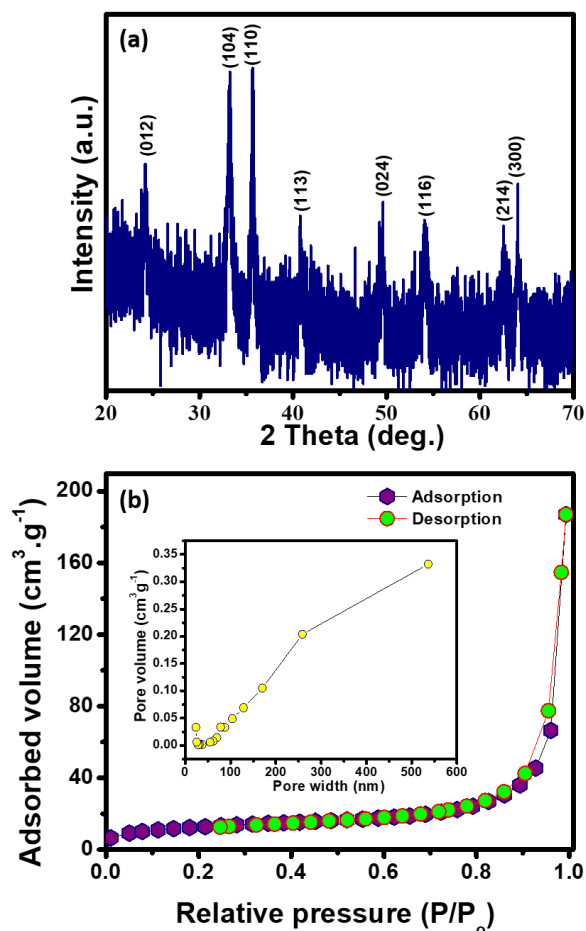 (a)
(012)
(104)
(110)
(113)
(024)
(116)
(214)
(300)
Intensity (a.u.)
20 30 40 50 60 70
2 Theta (deg.)
(b)
Adsorption
Desorption
Adsorbed volume (cm³.g⁻¹)
200
160
120
80
40
0
0.35
0.30
0.25
0.20
0.15
0.10
0.05
0.00
Pore volume (cm³g⁻¹)
0 100 200 300 400 500 600
Pore width (nm)
0.0 0.2 0.4 0.6 0.8 1.0
Relative pressure (P/P₀)